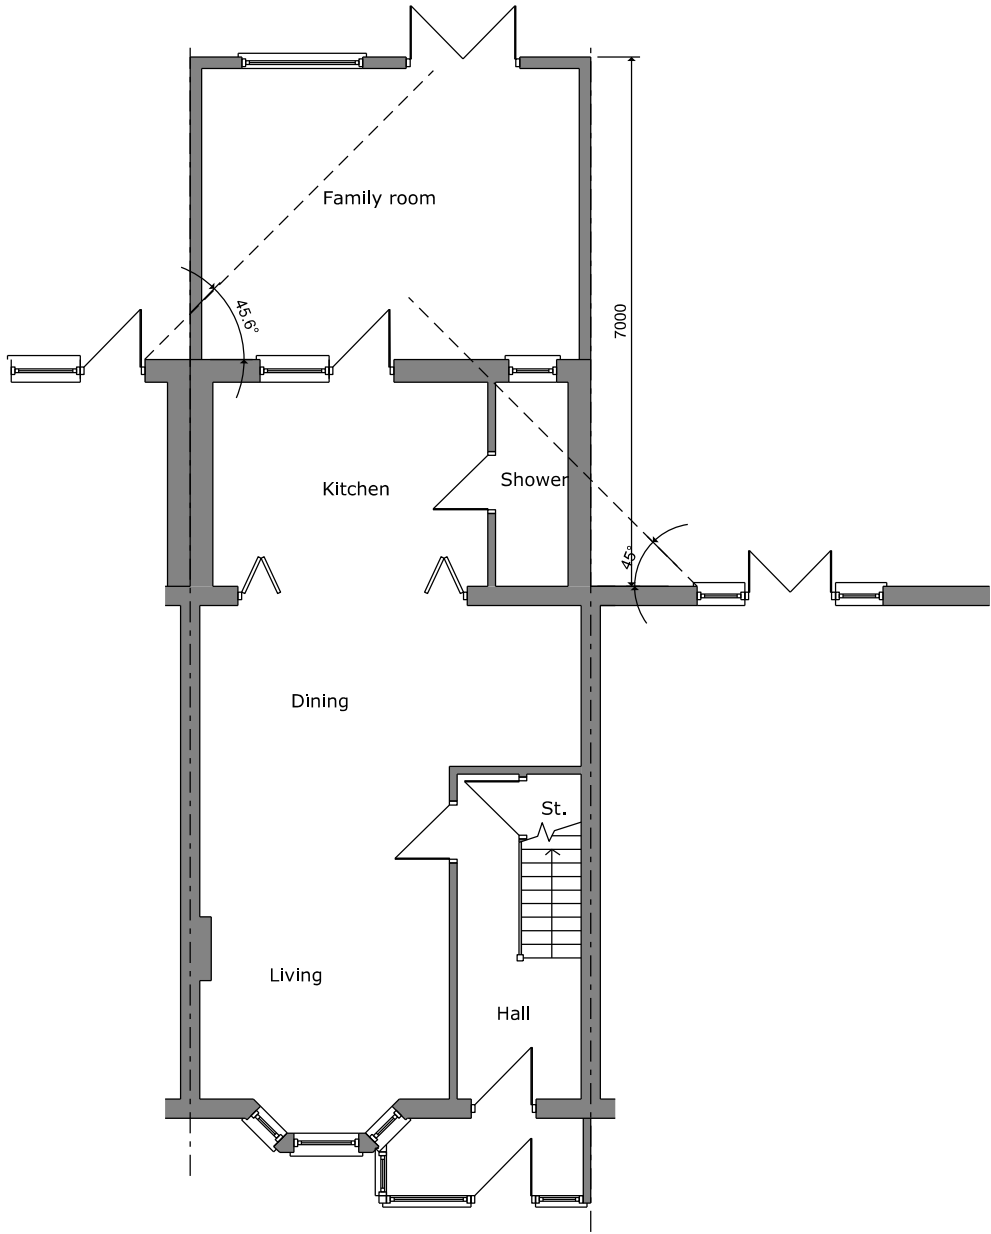 Family room
45.6°
7000
Kitchen
Shower
45°
Dining
St.
Living
Hall